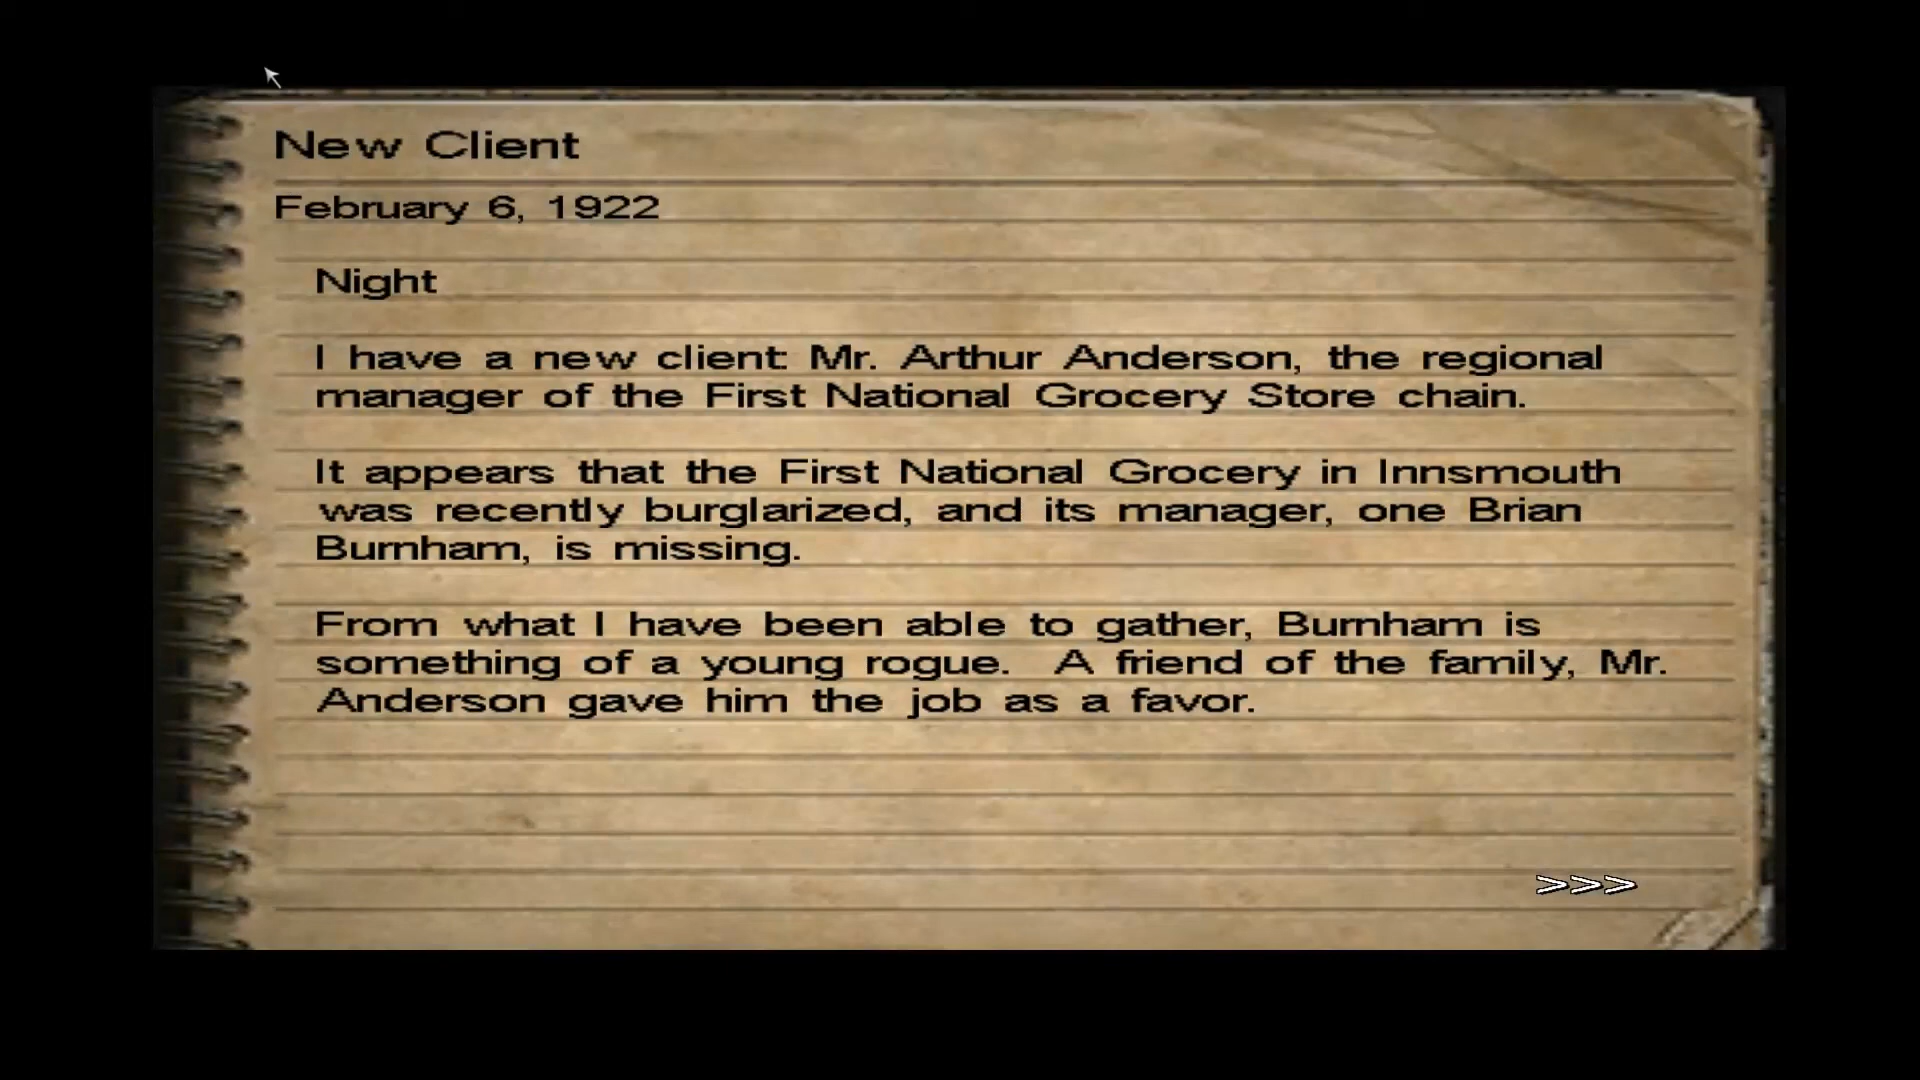 New Client
February 6, 1922
Night
I have a new client: Mr. Arthur Anderson, the regional
manager of the First National Grocery Store chain.
It appears that the First National Grocery in Innsmouth
was recently burglarized, and its manager, one Brian
Burnham, is missing.
From what I have been able to gather, Burnham is
something of a young rogue. A friend of the family, Mr.
Anderson gave him the job as a favor.
>>>